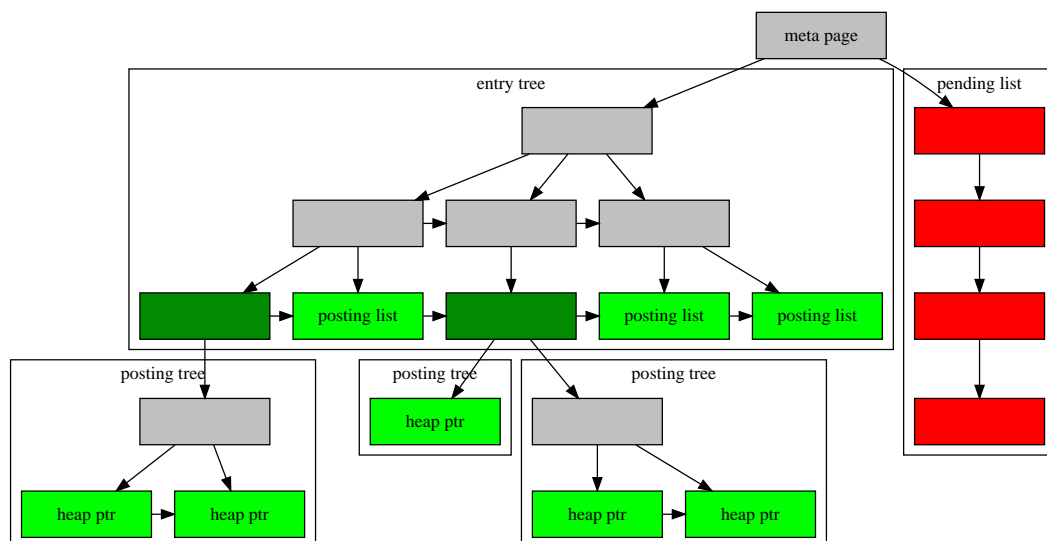 meta page
entry tree
pending list
posting list
posting list
posting list
posting tree
posting tree
posting tree
heap ptr
heap ptr
heap ptr
heap ptr
heap ptr